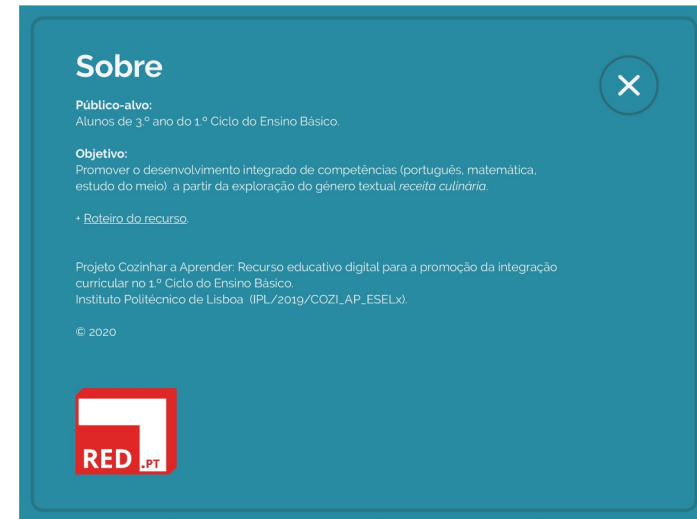 Sobre
Público-alvo:
Alunos de 3.º ano do 1.º Ciclo do Ensino Básico.
Objetivo:
Promover o desenvolvimento integrado de competências (português, matemática,
estudo do meio) a partir da exploração do género textual receita culinária.
+ Roteiro do recurso.
Projeto Cozinhar a Aprender: Recurso educativo digital para a promoção da integração
curricular no 1.º Ciclo do Ensino Básico.
Instituto Politécnico de Lisboa (IPL/2019/COZI_AP_ESELx).
© 2020
RED .PT